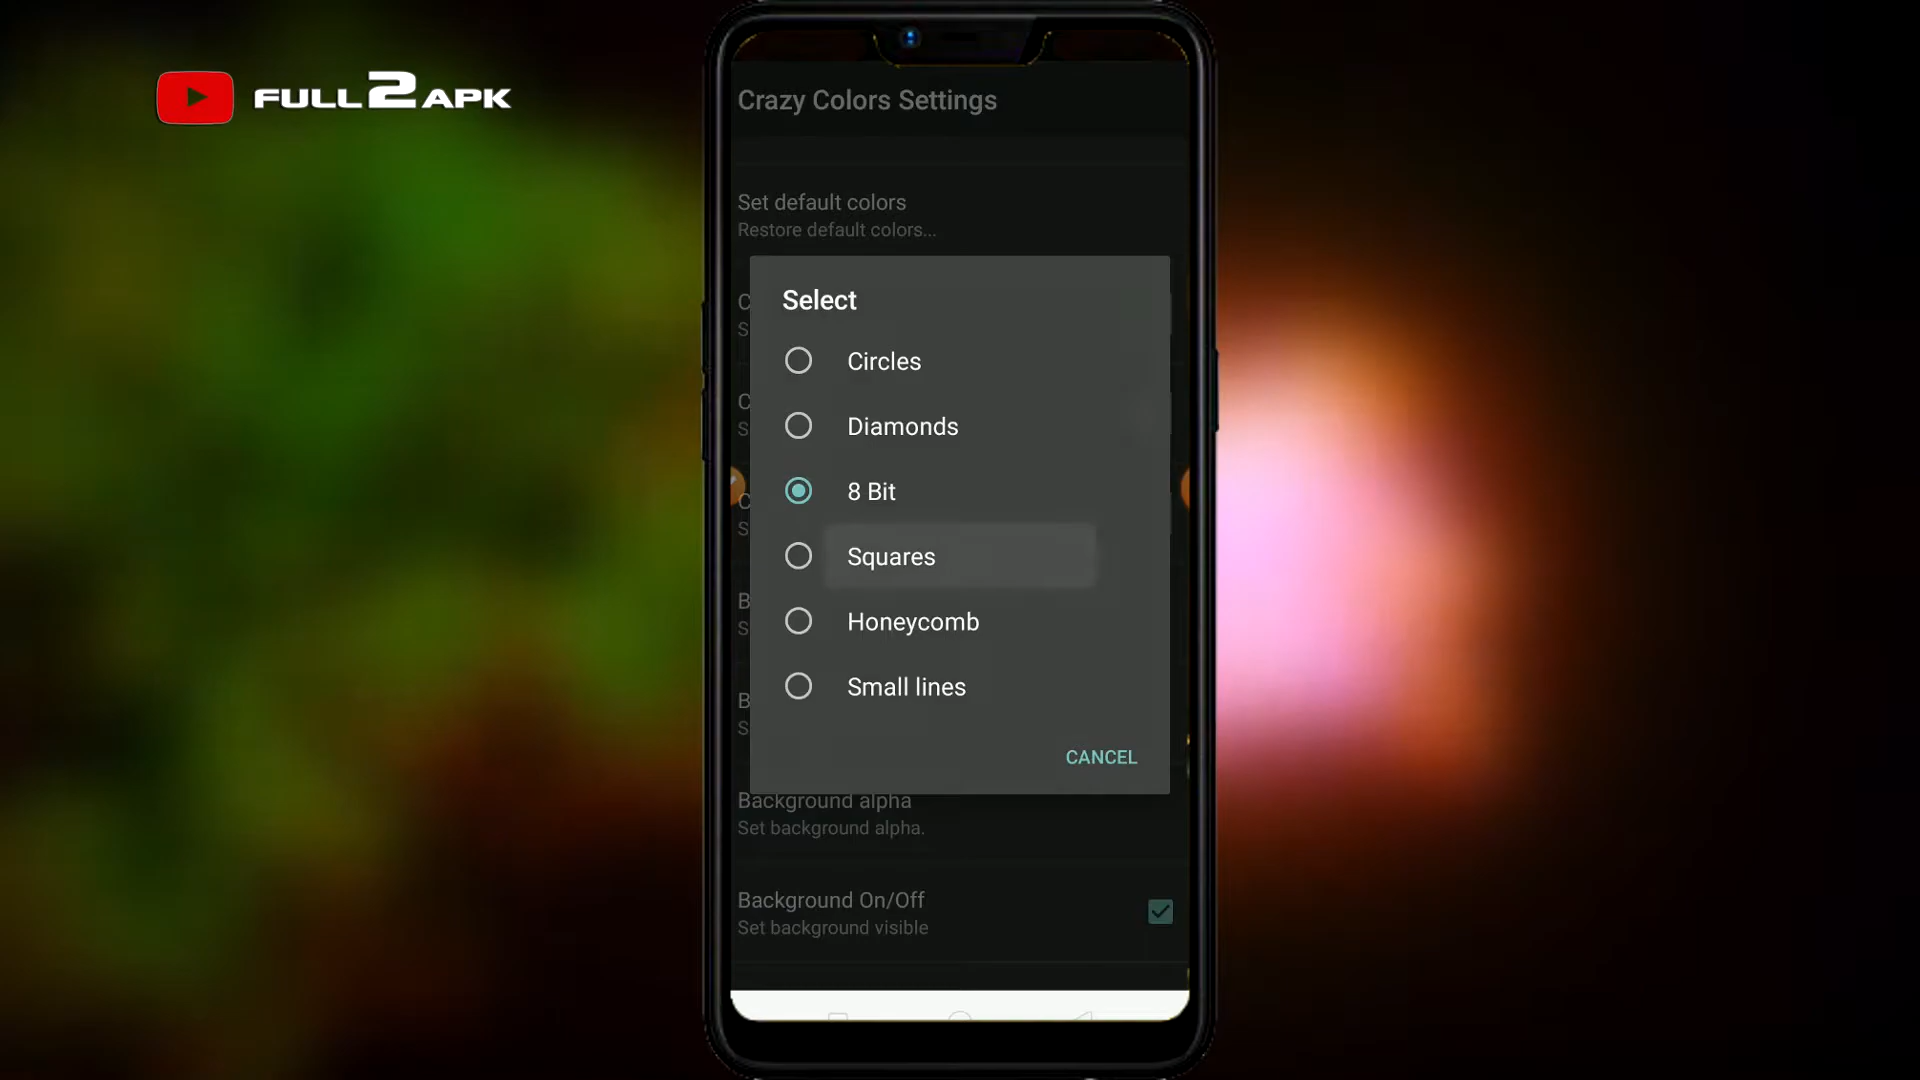 FULL2APK
Crazy Colors Settings
Set default colors
Restore default colors...
Select
Circles
Diamonds
8 Bit
Squares
Honeycomb
Small lines
CANCEL
Background alpha
Set background alpha.
Background On/Off
Set background visible